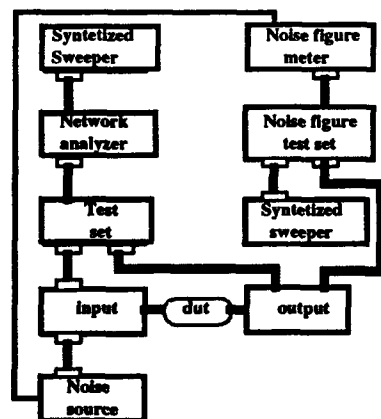 Syntetized
Sweeper
Noise figure
meter
Network
analyzer
Noise figure
test set
Test
set
Syntetized
sweeper
input
dut
output
Noise
source